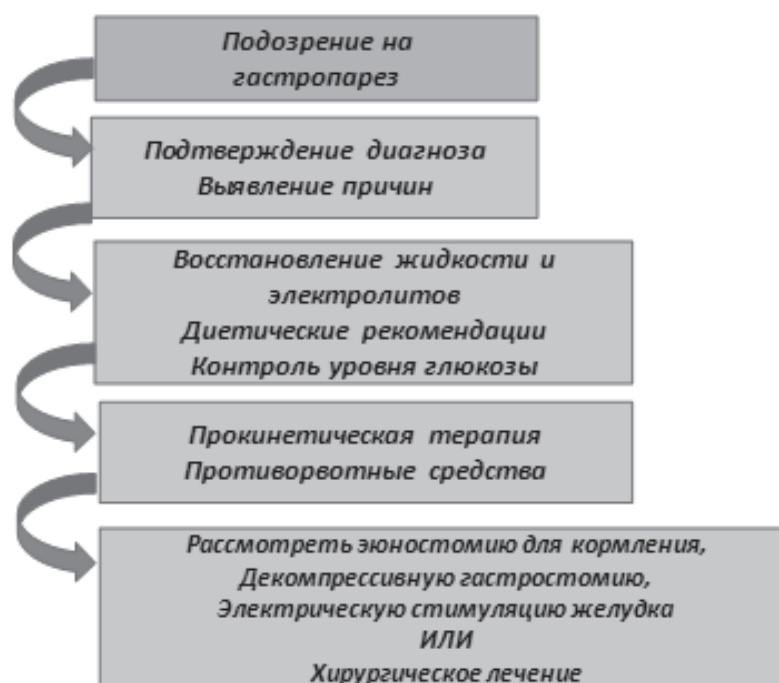 Подозрение на
гастропарез
Подтверждение диагноза
Выявление причин
Восстановление жидкости и
электролитов
Диетические рекомендации
Контроль уровня глюкозы
Прокинетическая терапия
Противорвотные средства
Рассмотреть эюностомию для кормления,
Декомпрессивную гастростомию,
Электрическую стимуляцию желудка
ИЛИ
Хирургическое лечение